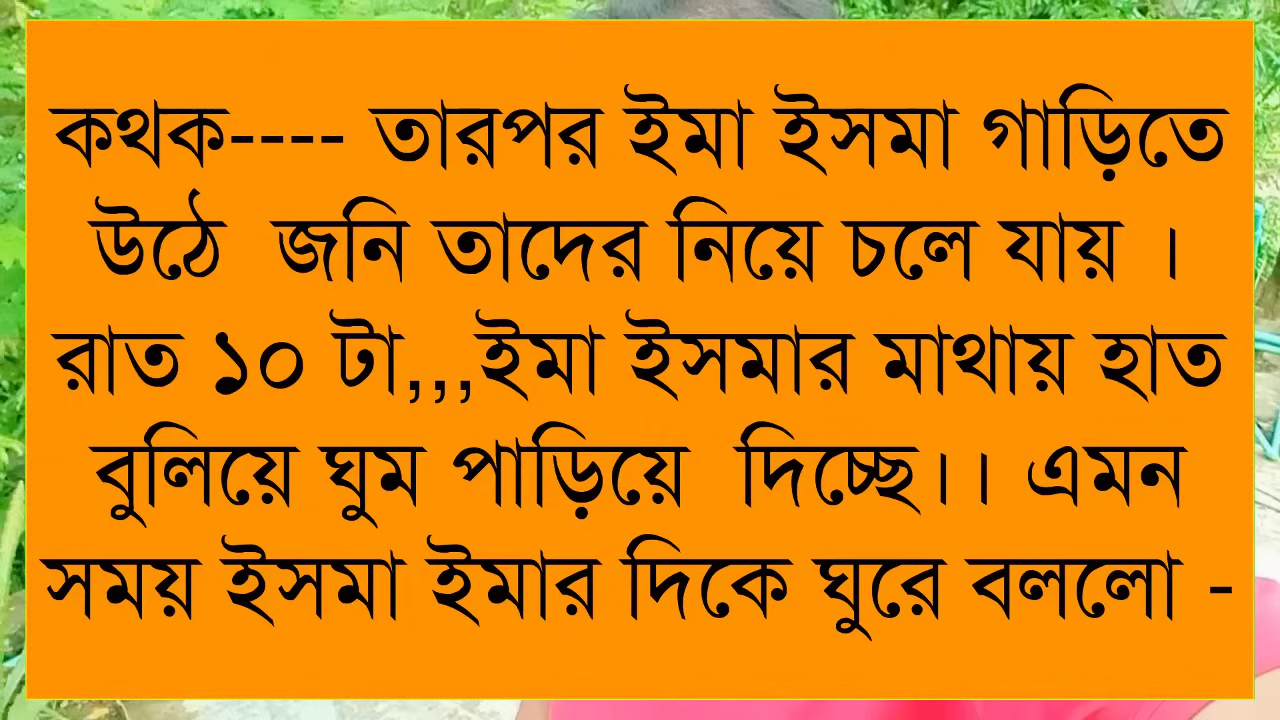 কথক---- তারপর ইমা ইসমা গাড়িতে
উঠে জনি তাদের নিয়ে চলে যায় ।
রাত ১০ টা,,,ইমা ইসমার মাথায় হাত
বুলিয়ে ঘুম পাড়িয়ে দিচ্ছে।। এমন
সময় ইসমা ইমার দিকে ঘুরে বললো -